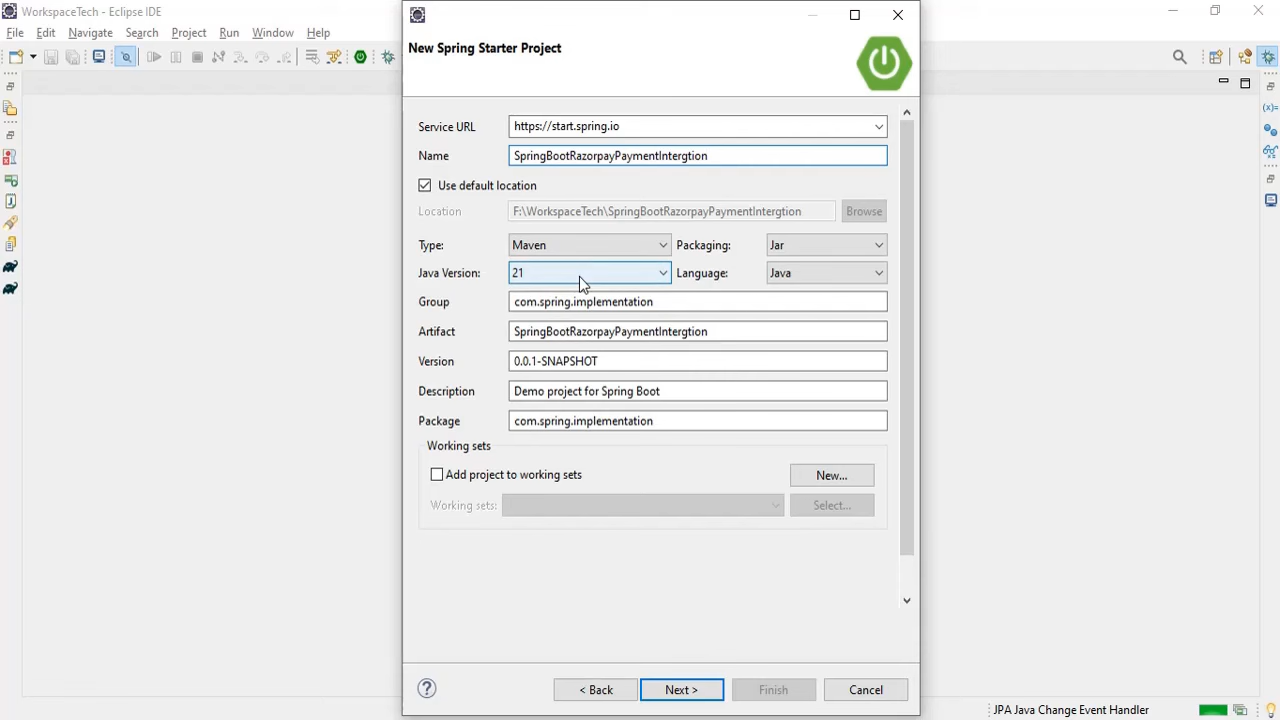 WorkspaceTech - Eclipse IDE
File Edit Navigate Search Project Run Window Help
New Spring Starter Project
Service URL https://start.spring.io
Name SpringBootRazorpayPaymentIntergtion
Use default location
Location F:\WorkspaceTech\SpringBootRazorpayPaymentIntergtion Browse
Type: Maven Packaging: Jar
Java Version: 21 Language: Java
Group com.spring.implementation
Artifact SpringBootRazorpayPaymentIntergtion
Version 0.0.1-SNAPSHOT
Description Demo project for Spring Boot
Package com.spring.implementation
Working sets
Add project to working sets New...
Working sets: Select...
? < Back Next > Finish Cancel
JPA Java Change Event Handler